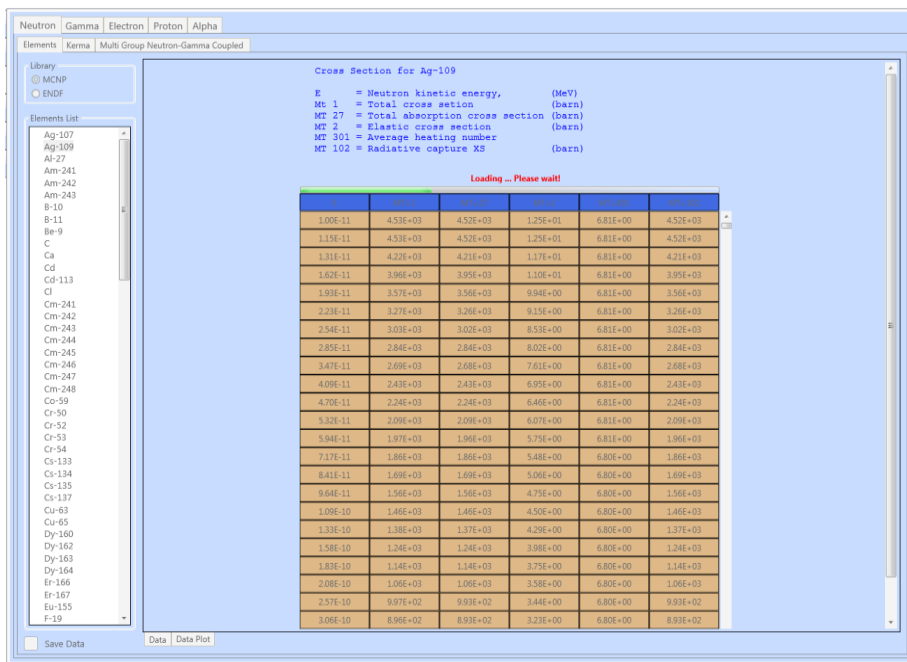 Neutron Gamma Electron Proton Alpha
Elements Kerma Multi Group Neutron-Gamma Coupled
Library
MCNP
ENDF
Elements List
Ag-107
Ag-109
Al-27
Am-241
Am-242
Am-243
B-10
B-11
Be-9
C
Ca
Cd
Cd-113
Cl
Cm-241
Cm-242
Cm-243
Cm-244
Cm-245
Cm-246
Cm-247
Cm-248
Co-59
Cr-50
Cr-52
Cr-53
Cr-54
Cs-133
Cs-134
Cs-135
Cs-137
Cu-63
Cu-65
Dy-160
Dy-162
Dy-163
Dy-164
Er-166
Er-167
Eu-155
F-19
Save Data
Cross Section for Ag-109
E = Neutron kinetic energy, (MeV)
Mt 1 = Total cross setion (barn)
MT 27 = Total absorption cross section (barn)
MT 2 = Elastic cross section (barn)
MT 301 = Average heating number
MT 102 = Radiative capture XS (barn)
Loading ... Please wait!
1.00E-11 4.53E+03 4.52E+03 1.25E+01 6.81E+00 4.52E+03
1.15E-11 4.53E+03 4.52E+03 1.25E+01 6.81E+00 4.52E+03
1.31E-11 4.22E+03 4.21E+03 1.17E+01 6.81E+00 4.21E+03
1.62E-11 3.96E+03 3.95E+03 1.10E+01 6.81E+00 3.95E+03
1.93E-11 3.57E+03 3.56E+03 9.94E+00 6.81E+00 3.56E+03
2.23E-11 3.27E+03 3.26E+03 9.15E+00 6.81E+00 3.26E+03
2.54E-11 3.03E+03 3.02E+03 8.53E+00 6.81E+00 3.02E+03
2.85E-11 2.84E+03 2.84E+03 8.02E+00 6.81E+00 2.84E+03
3.47E-11 2.69E+03 2.68E+03 7.61E+00 6.81E+00 2.68E+03
4.09E-11 2.43E+03 2.43E+03 6.95E+00 6.81E+00 2.43E+03
4.70E-11 2.24E+03 2.24E+03 6.46E+00 6.81E+00 2.24E+03
5.32E-11 2.09E+03 2.09E+03 6.07E+00 6.81E+00 2.09E+03
5.94E-11 1.97E+03 1.96E+03 5.75E+00 6.81E+00 1.96E+03
7.17E-11 1.86E+03 1.86E+03 5.48E+00 6.80E+00 1.86E+03
8.41E-11 1.69E+03 1.69E+03 5.06E+00 6.80E+00 1.69E+03
9.64E-11 1.56E+03 1.56E+03 4.75E+00 6.80E+00 1.56E+03
1.09E-10 1.46E+03 1.46E+03 4.50E+00 6.80E+00 1.46E+03
1.33E-10 1.38E+03 1.37E+03 4.29E+00 6.80E+00 1.37E+03
1.58E-10 1.24E+03 1.24E+03 3.98E+00 6.80E+00 1.24E+03
1.83E-10 1.14E+03 1.14E+03 3.75E+00 6.80E+00 1.14E+03
2.08E-10 1.06E+03 1.06E+03 3.58E+00 6.80E+00 1.06E+03
2.57E-10 9.97E+02 9.93E+02 3.44E+00 6.80E+00 9.93E+02
3.06E-10 8.96E+02 8.93E+02 3.23E+00 6.80E+00 8.93E+02
Data Data Plot